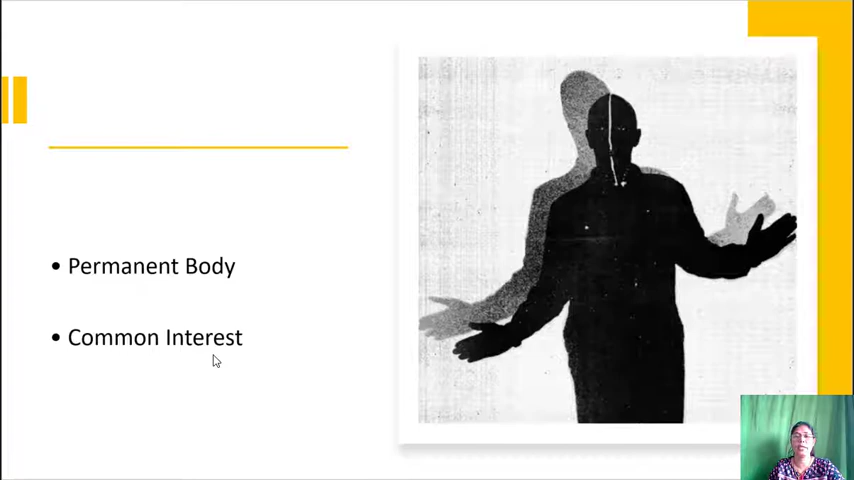 • Permanent Body
• Common Interest